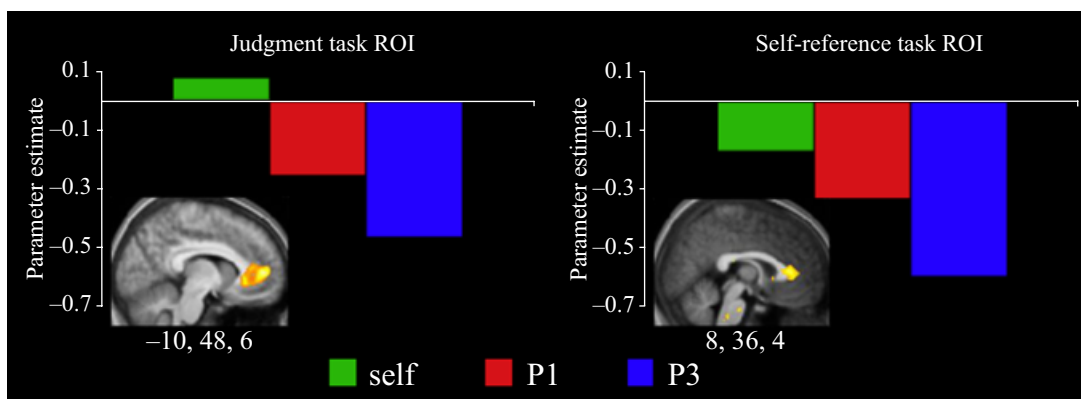 Judgment task ROI
Parameter estimate
0.1
–0.1
–0.3
–0.5
–0.7
–10, 48, 6
Self-reference task ROI
Parameter estimate
0.1
–0.1
–0.3
–0.5
–0.7
8, 36, 4
self P1 P3